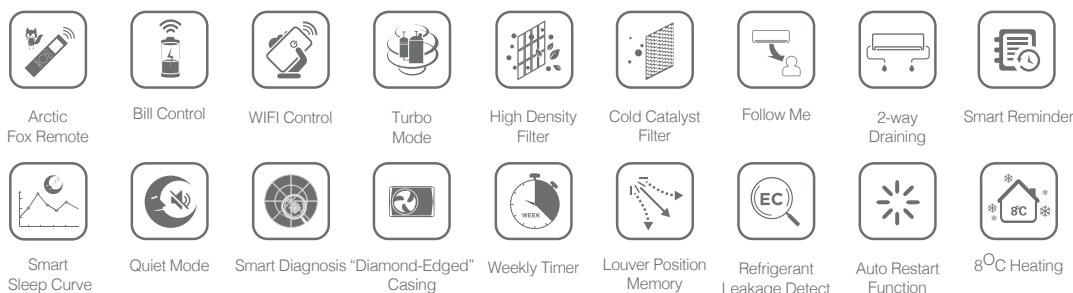 Arctic
Fox Remote
Bill Control
WIFI Control
Turbo
Mode
High Density
Filter
Cold Catalyst
Filter
Follow Me
2-way
Draining
Smart Reminder
WEEK
EC
8°C
Smart
Sleep Curve
Quiet Mode
Smart Diagnosis
“Diamond-Edged”
Casing
Weekly Timer
Louver Position
Memory
Refrigerant
Leakage Detect
Auto Restart
Function
8°C Heating